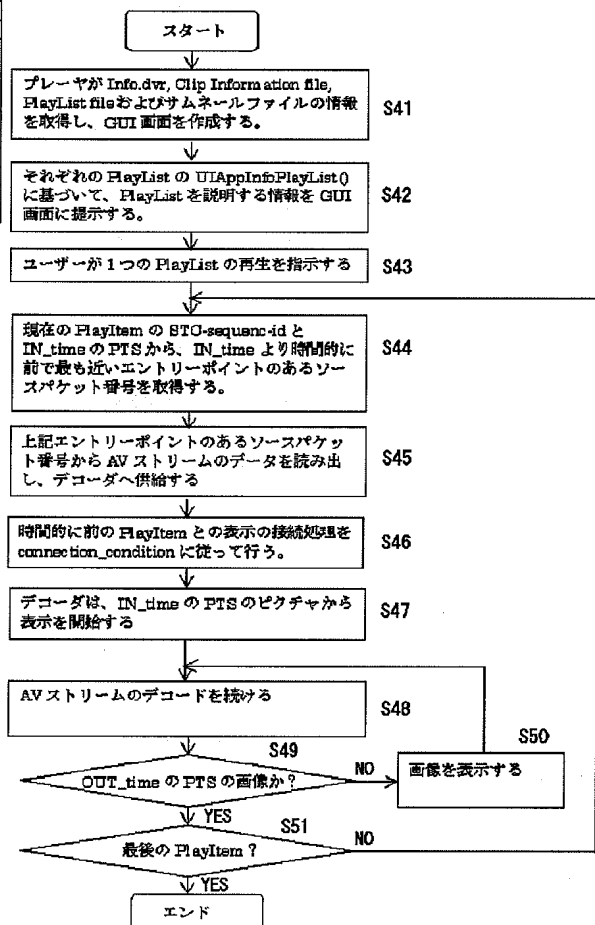 スタート
プレーヤが Info.dvr, Clip Information file,
PlayList fileおよびサムネールファイルの情報
を取得し、GUI 画面を作成する。
S41
それぞれの PlayList の UIAppInfoPlayList()
に基づいて、PlayList を説明する情報を GUI
画面に提示する。
S42
ユーザーが 1 つの PlayList の再生を指示する
S43
現在の PlayItem の STC-sequenc-id と
IN_time の PTS から、IN_time より時間的に
前で最も近いエントリーポイントのあるソー
スパケット番号を取得する。
S44
上記エントリーポイントのあるソースパケッ
ト番号から AV ストリームのデータを読み出
し、デコーダへ供給する
S45
時間的に前の PlayItem との表示の接続処理を
connection_condition に従って行う。
S46
デコーダは、IN_time の PTS のピクチャから
表示を開始する
S47
AV ストリームのデコードを続ける
S48
S49
OUT_time の PTS の画像か?
NO
S50
画像を表示する
YES
S51
最後の PlayItem ?
NO
YES
エンド